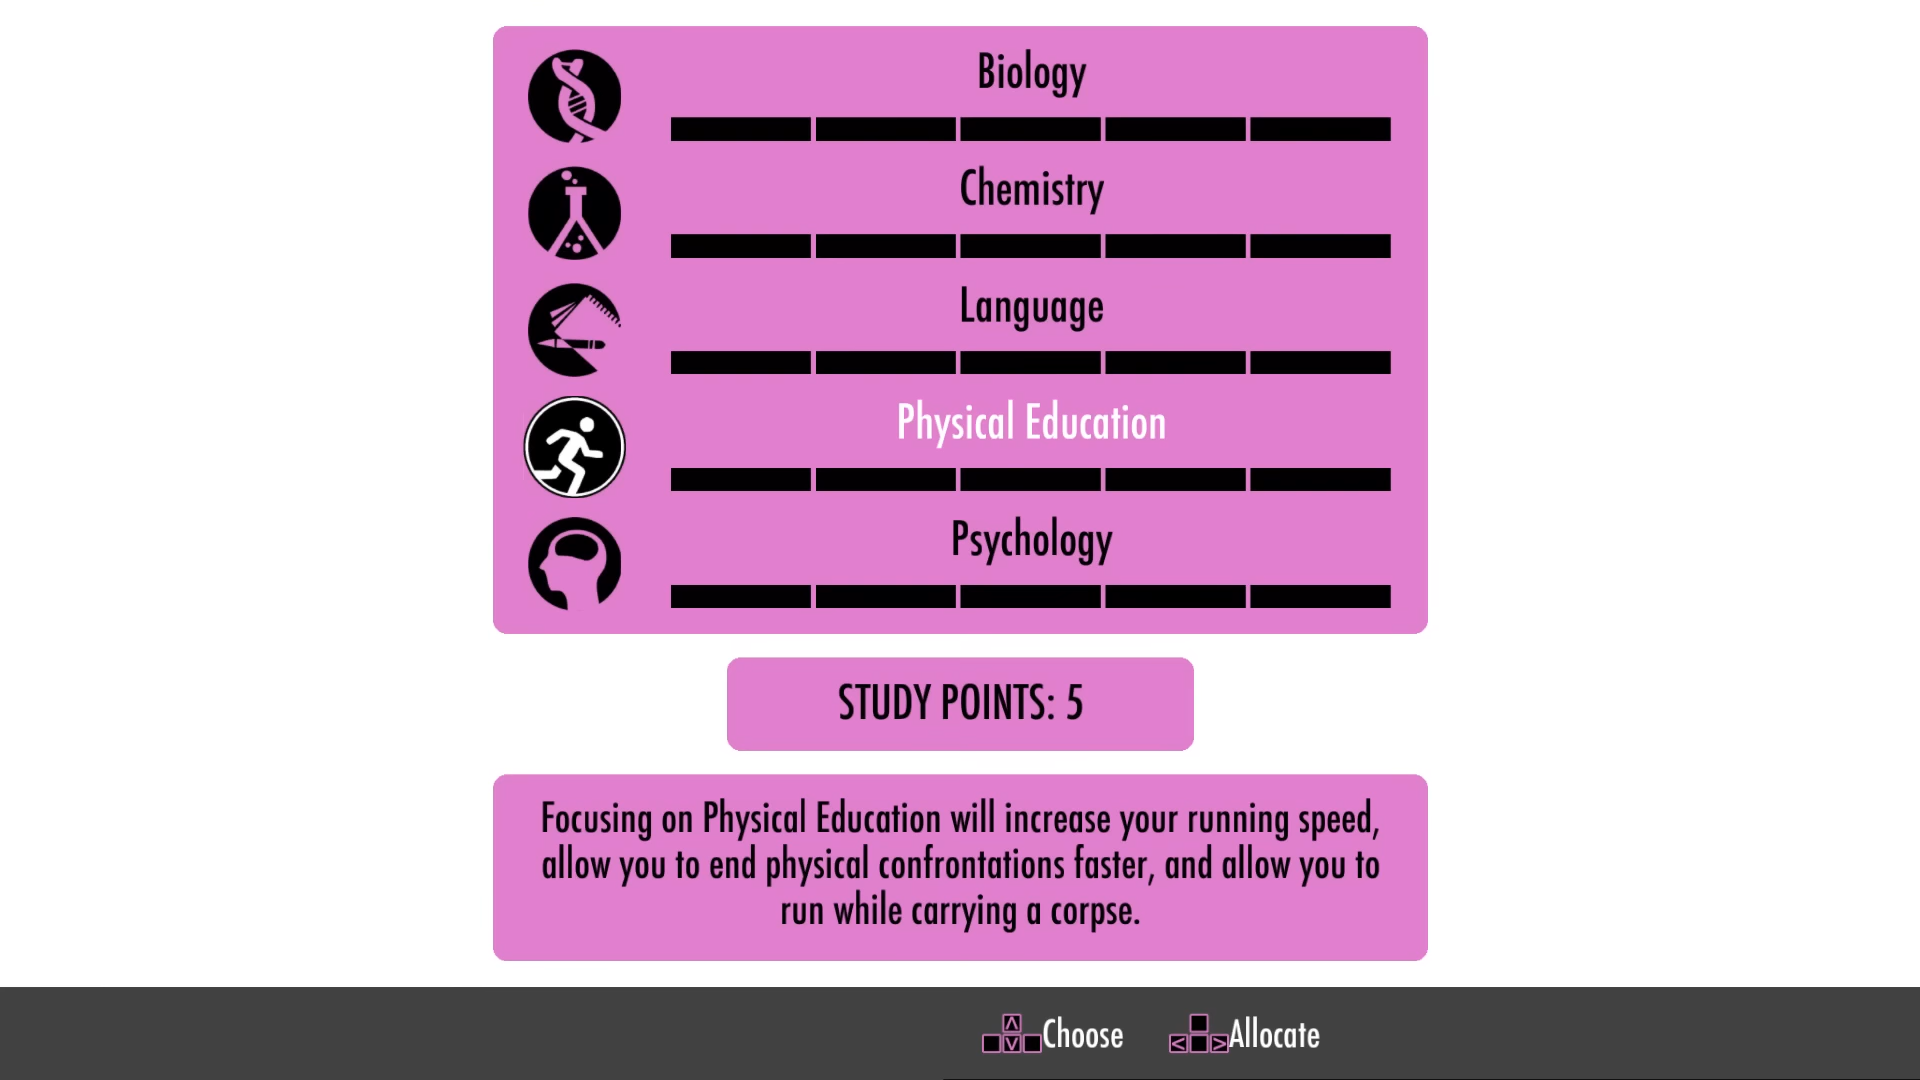 Biology
Chemistry
Language
Physical Education
Psychology
STUDY POINTS: 5
Focusing on Physical Education will increase your running speed,
allow you to end physical confrontations faster, and allow you to
run while carrying a corpse.
Choose
Allocate